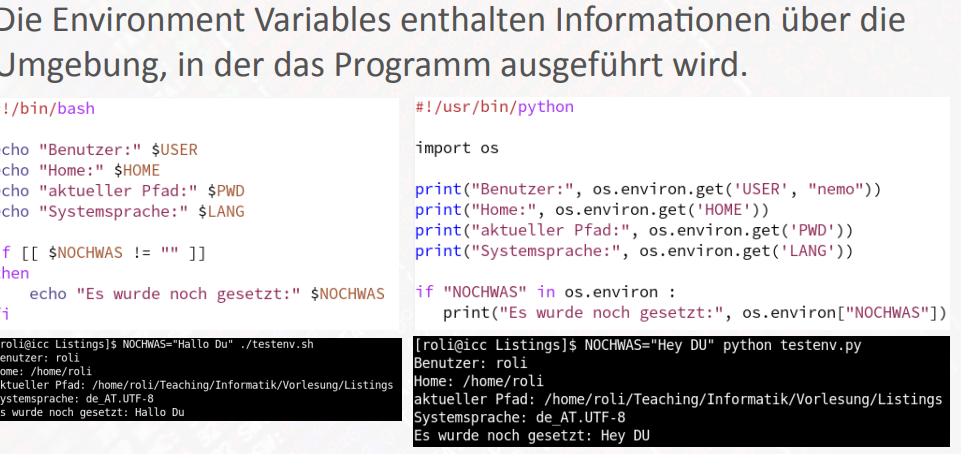 Die Environment Variables enthalten Informationen über die
Umgebung, in der das Programm ausgeführt wird.
!/bin/bash
echo "Benutzer:" $USER
echo "Home:" $HOME
echo "aktueller Pfad:" $PWD
echo "Systemsprache:" $LANG
f [[ $NOCHWAS != "" ]]
then
echo "Es wurde noch gesetzt:" $NOCHWAS
i
roli@icc Listings]$ NOCHWAS="Hallo Du" ./testenv.sh
enutzer: roli
ome: /home/roli
ktueller Pfad: /home/roli/Teaching/Informatik/Vorlesung/Listings
ystemsprache: de_AT.UTF-8
s wurde noch gesetzt: Hallo Du
#!/usr/bin/python
import os
print("Benutzer:", os.environ.get('USER', "nemo"))
print("Home:", os.environ.get('HOME'))
print("aktueller Pfad:", os.environ.get('PWD'))
print("Systemsprache:", os.environ.get('LANG'))
if "NOCHWAS" in os.environ :
print("Es wurde noch gesetzt:", os.environ["NOCHWAS"])
[roli@icc Listings]$ NOCHWAS="Hey DU" python testenv.py
Benutzer: roli
Home: /home/roli
aktueller Pfad: /home/roli/Teaching/Informatik/Vorlesung/Listings
Systemsprache: de_AT.UTF-8
Es wurde noch gesetzt: Hey DU